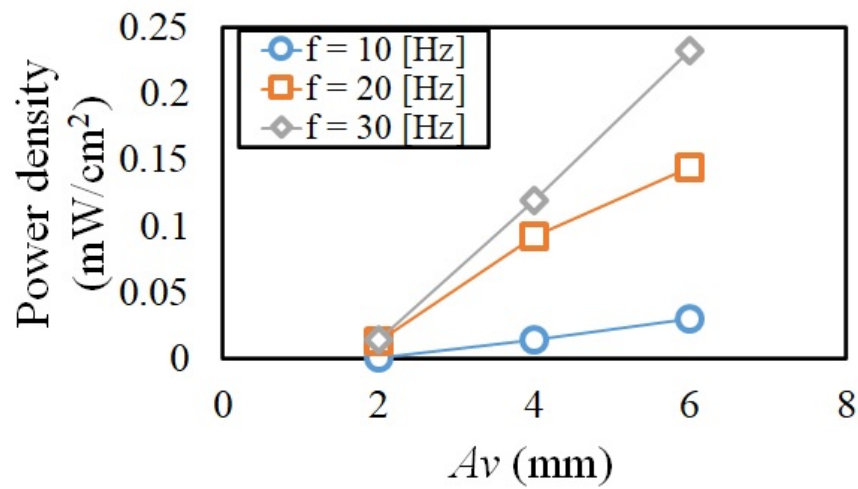 Power density
(mW/cm²)
0.25
0.2
0.15
0.1
0.05
0
f = 10 [Hz]
f = 20 [Hz]
f = 30 [Hz]
0 2 4 6 8
Av (mm)